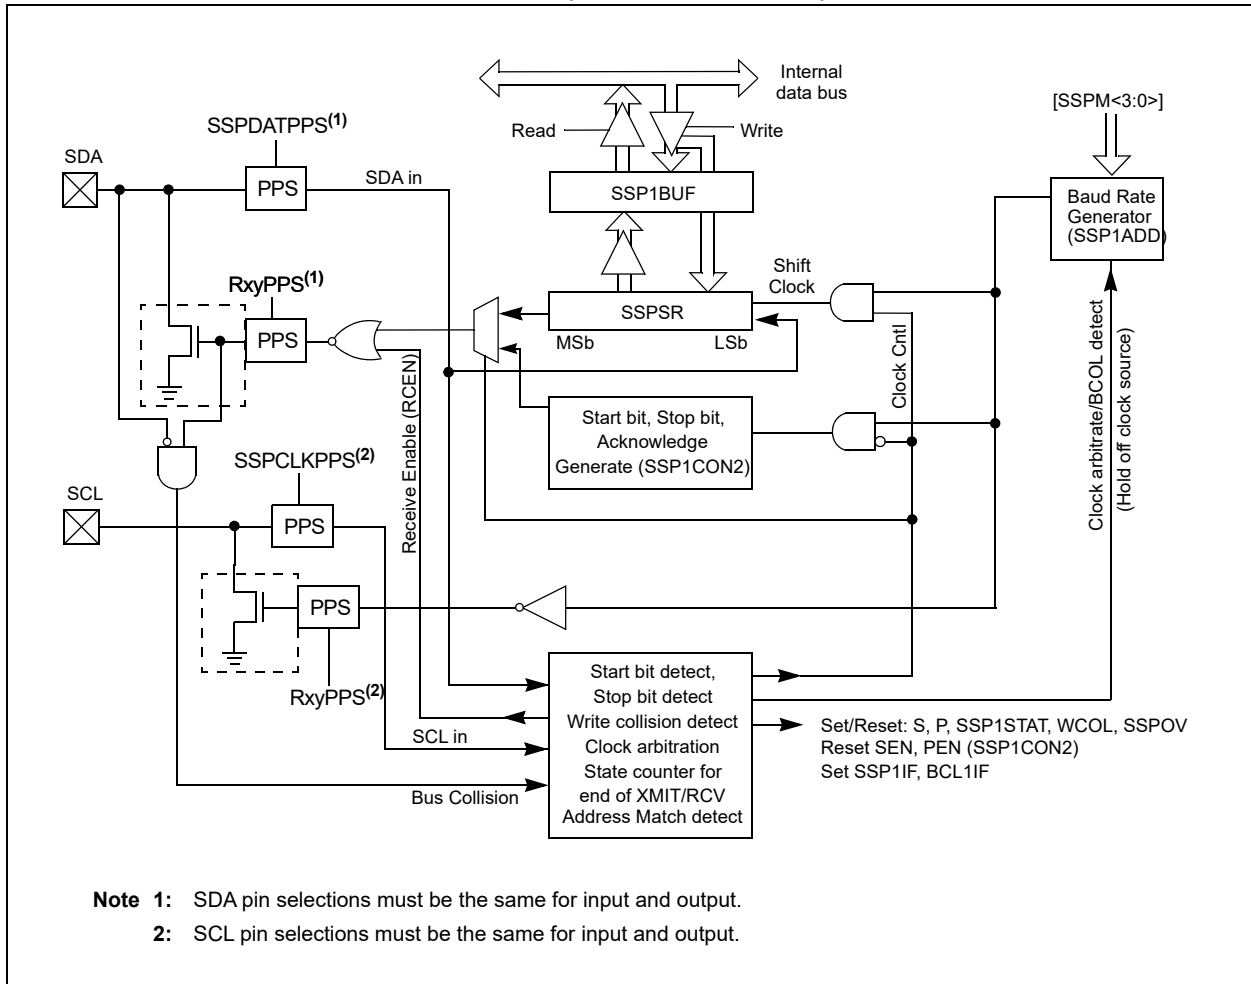 Internal
data bus
[SSPM<3:0>]
SSPDATPPS(1)
Read
Write
SDA
SDA in
PPS
SSP1BUF
Baud Rate
Generator
(SSP1ADD)
RxyPPS(1)
Shift
Clock
PPS
SSPSR
MSb
LSb
Clock Cntl
Clock arbitrate/BCOL detect
(Hold off clock source)
Receive Enable (RCEN)
Start bit, Stop bit,
Acknowledge
Generate (SSP1CON2)
SSPCLKPPS(2)
SCL
PPS
PPS
RxyPPS(2)
Start bit detect,
Stop bit detect
Write collision detect
Clock arbitration
State counter for
end of XMIT/RCV
Address Match detect
SCL in
Bus Collision
Set/Reset: S, P, SSP1STAT, WCOL, SSPOV
Reset SEN, PEN (SSP1CON2)
Set SSP1IF, BCL1IF
Note 1: SDA pin selections must be the same for input and output.
2: SCL pin selections must be the same for input and output.